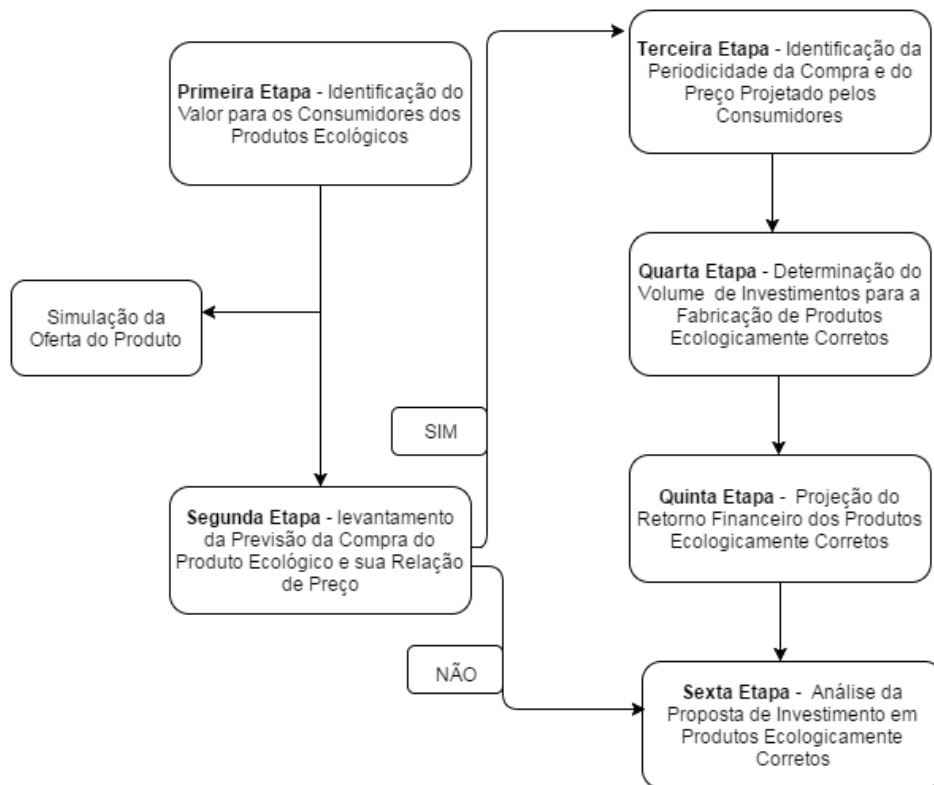 Primeira Etapa - Identificação do
Valor para os Consumidores dos
Produtos Ecológicos
Simulação da
Oferta do Produto
Segunda Etapa - levantamento
da Previsão da Compra do
Produto Ecológico e sua Relação
de Preço
SIM
NÃO
Terceira Etapa - Identificação da
Periodicidade da Compra e do
Preço Projetado pelos
Consumidores
Quarta Etapa - Determinação do
Volume de Investimentos para a
Fabricação de Produtos
Ecologicamente Corretos
Quinta Etapa - Projeção do
Retorno Financeiro dos Produtos
Ecologicamente Corretos
Sexta Etapa - Análise da
Proposta de Investimento em
Produtos Ecologicamente
Corretos